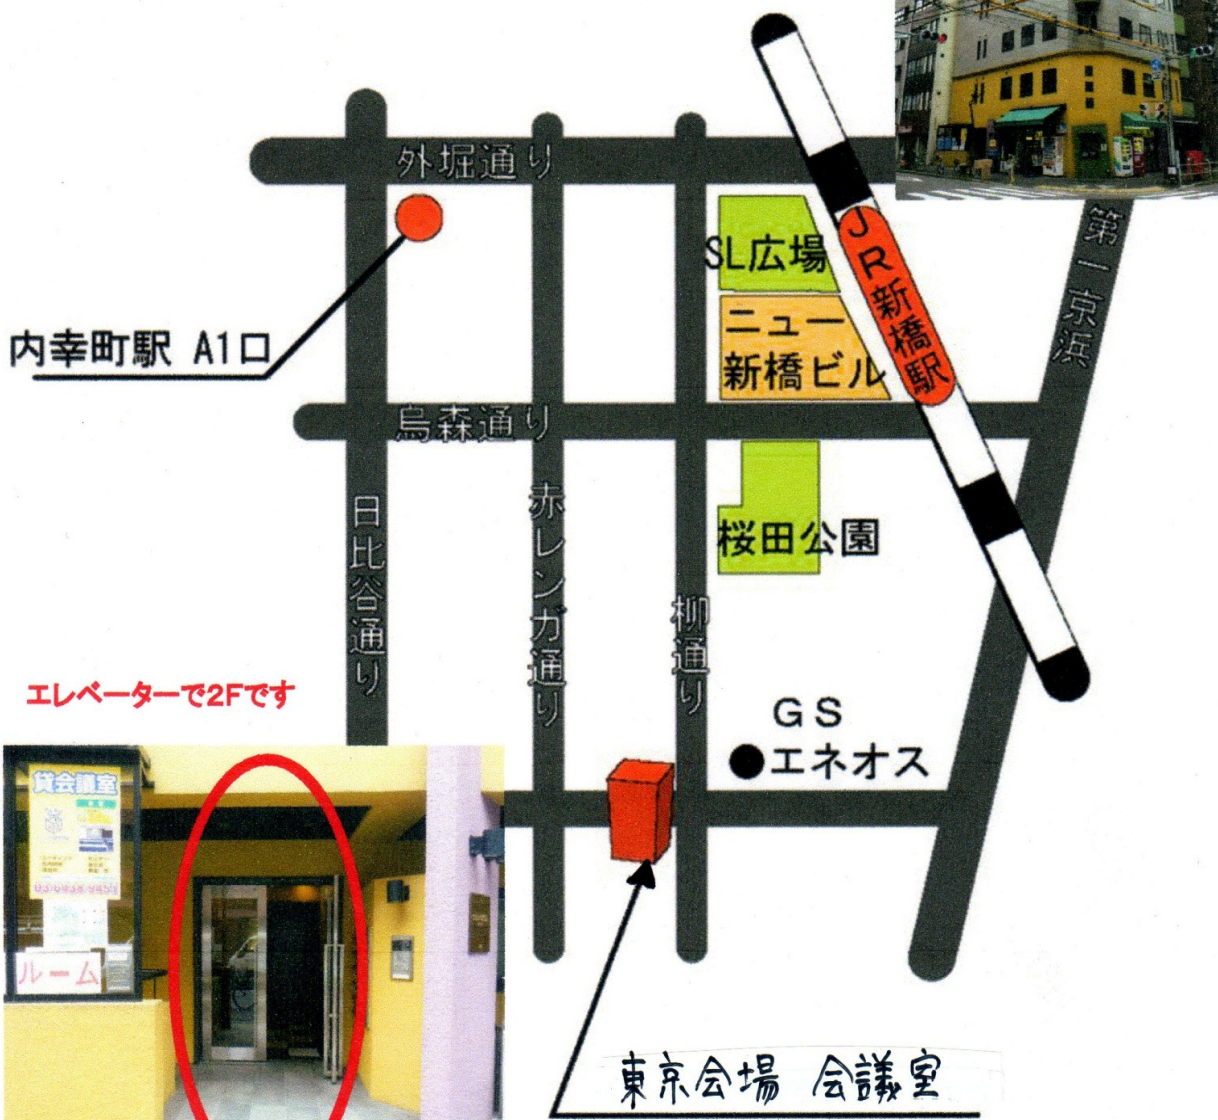 外堀通り
SL広場
JR新橋駅
第一京浜
ニュー
新橋ビル
内幸町駅 A1口
烏森通り
日比谷通り
赤レンガ通り
柳通り
桜田公園
エレベーターで2Fです
GS
エネオス
貸会議室
ルーム
東京会場 会議室